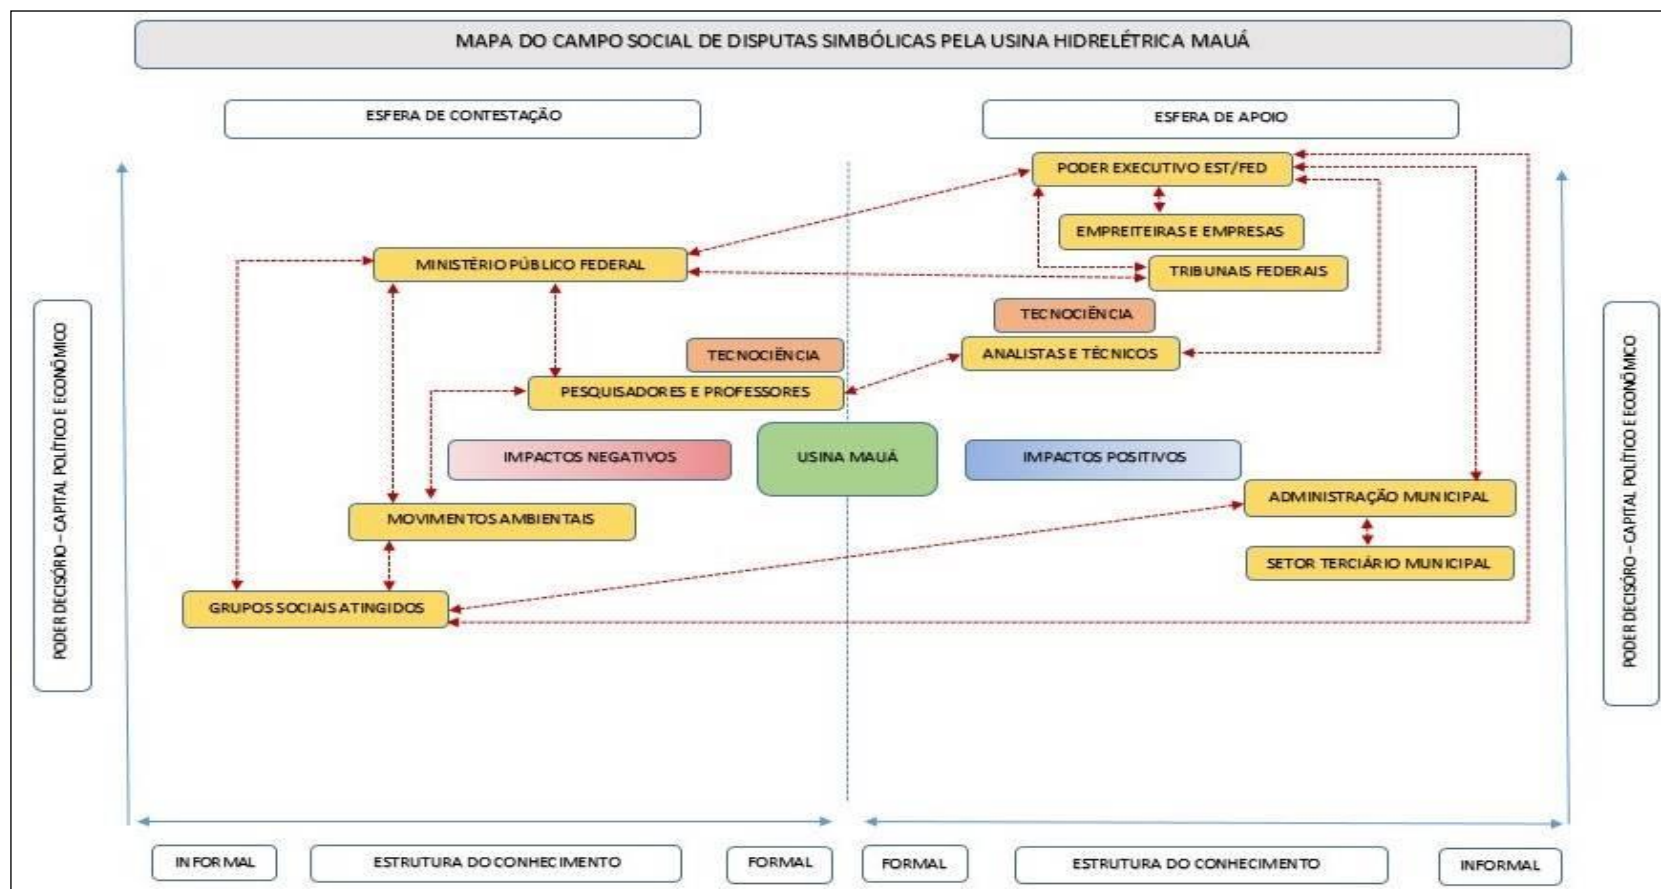 MAPA DO CAMPO SOCIAL DE DISPUTAS SIMBÓLICAS PELA USINA HIDRELÉTRICA MAUÁ
ESFERA DE CONTESTAÇÃO
ESFERA DE APOIO
PODER EXECUTIVO EST/FED
EMPREITEIRAS E EMPRESAS
MINISTÉRIO PÚBLICO FEDERAL
TRIBUNAIS FEDERAIS
TECNOCIÊNCIA
TECNOCIÊNCIA
ANALISTAS E TÉCNICOS
PESQUISADORES E PROFESSORES
IMPACTOS NEGATIVOS
USINA MAUÁ
IMPACTOS POSITIVOS
ADMINISTRAÇÃO MUNICIPAL
MOVIMENTOS AMBIENTAIS
SETOR TERCIÁRIO MUNICIPAL
GRUPOS SOCIAIS ATINGIDOS
PODER DECISÓRIO – CAPITAL POLÍTICO E ECONÔMICO
PODER DECISÓRO – CAPITAL POLÍTICO E ECONÔMICO
INFORMAL
ESTRUTURA DO CONHECIMENTO
FORMAL
FORMAL
ESTRUTURA DO CONHECIMENTO
INFORMAL